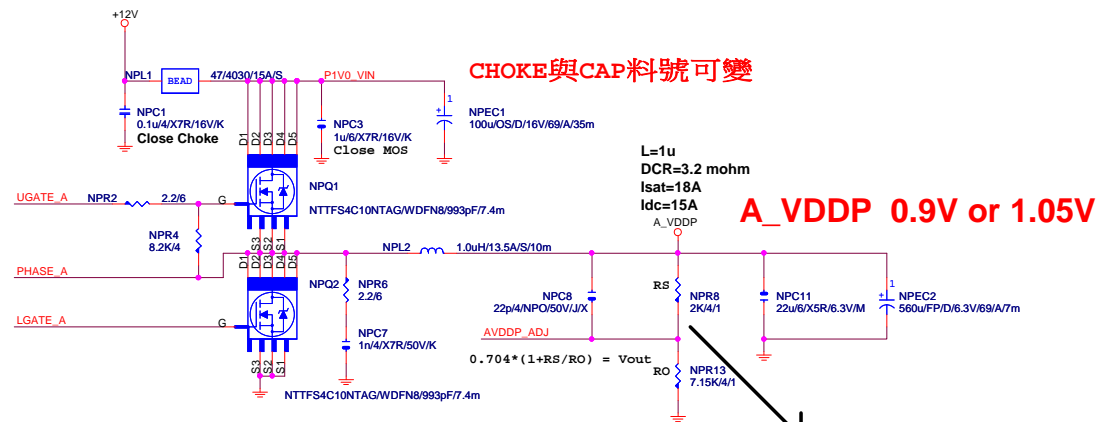 +12V
NPL1
BEAD
47/4030/15A/S
P1V0_VIN
CHOKE與CAP料號可變
NPC1
0.1u/4/X7R/16V/K
Close Choke
D1
D2
D3
D4
D5
NPC3
1u/6/X7R/16V/K
Close MOS
1
+
NPEC1
100u/OS/D/16V/69/A/35m
L=1u
DCR=3.2 mohm
Isat=18A
Idc=15A
A_VDDP
A_VDDP 0.9V or 1.05V
UGATE_A
NPR2
2.2/6
G
NPQ1
NTTFS4C10NTAG/WDFN8/993pF/7.4m
S3
S2
S1
NPR4
8.2K/4
NPL2
1.0uH/13.5A/S/10m
PHASE_A
D1
D2
D3
D4
D5
NPQ2
NPR6
2.2/6
LGATE_A
G
S3
S2
S1
NPC7
1n/4/X7R/50V/K
NTTFS4C10NTAG/WDFN8/993pF/7.4m
NPC8
22p/4/NPO/50V/J/X
RS
NPR8
2K/4/1
NPC11
22u/6/X5R/6.3V/M
1
+
NPEC2
560u/FP/D/6.3V/69/A/7m
AVDDP_ADJ
0.704*(1+RS/RO) = Vout
RO
NPR13
7.15K/4/1